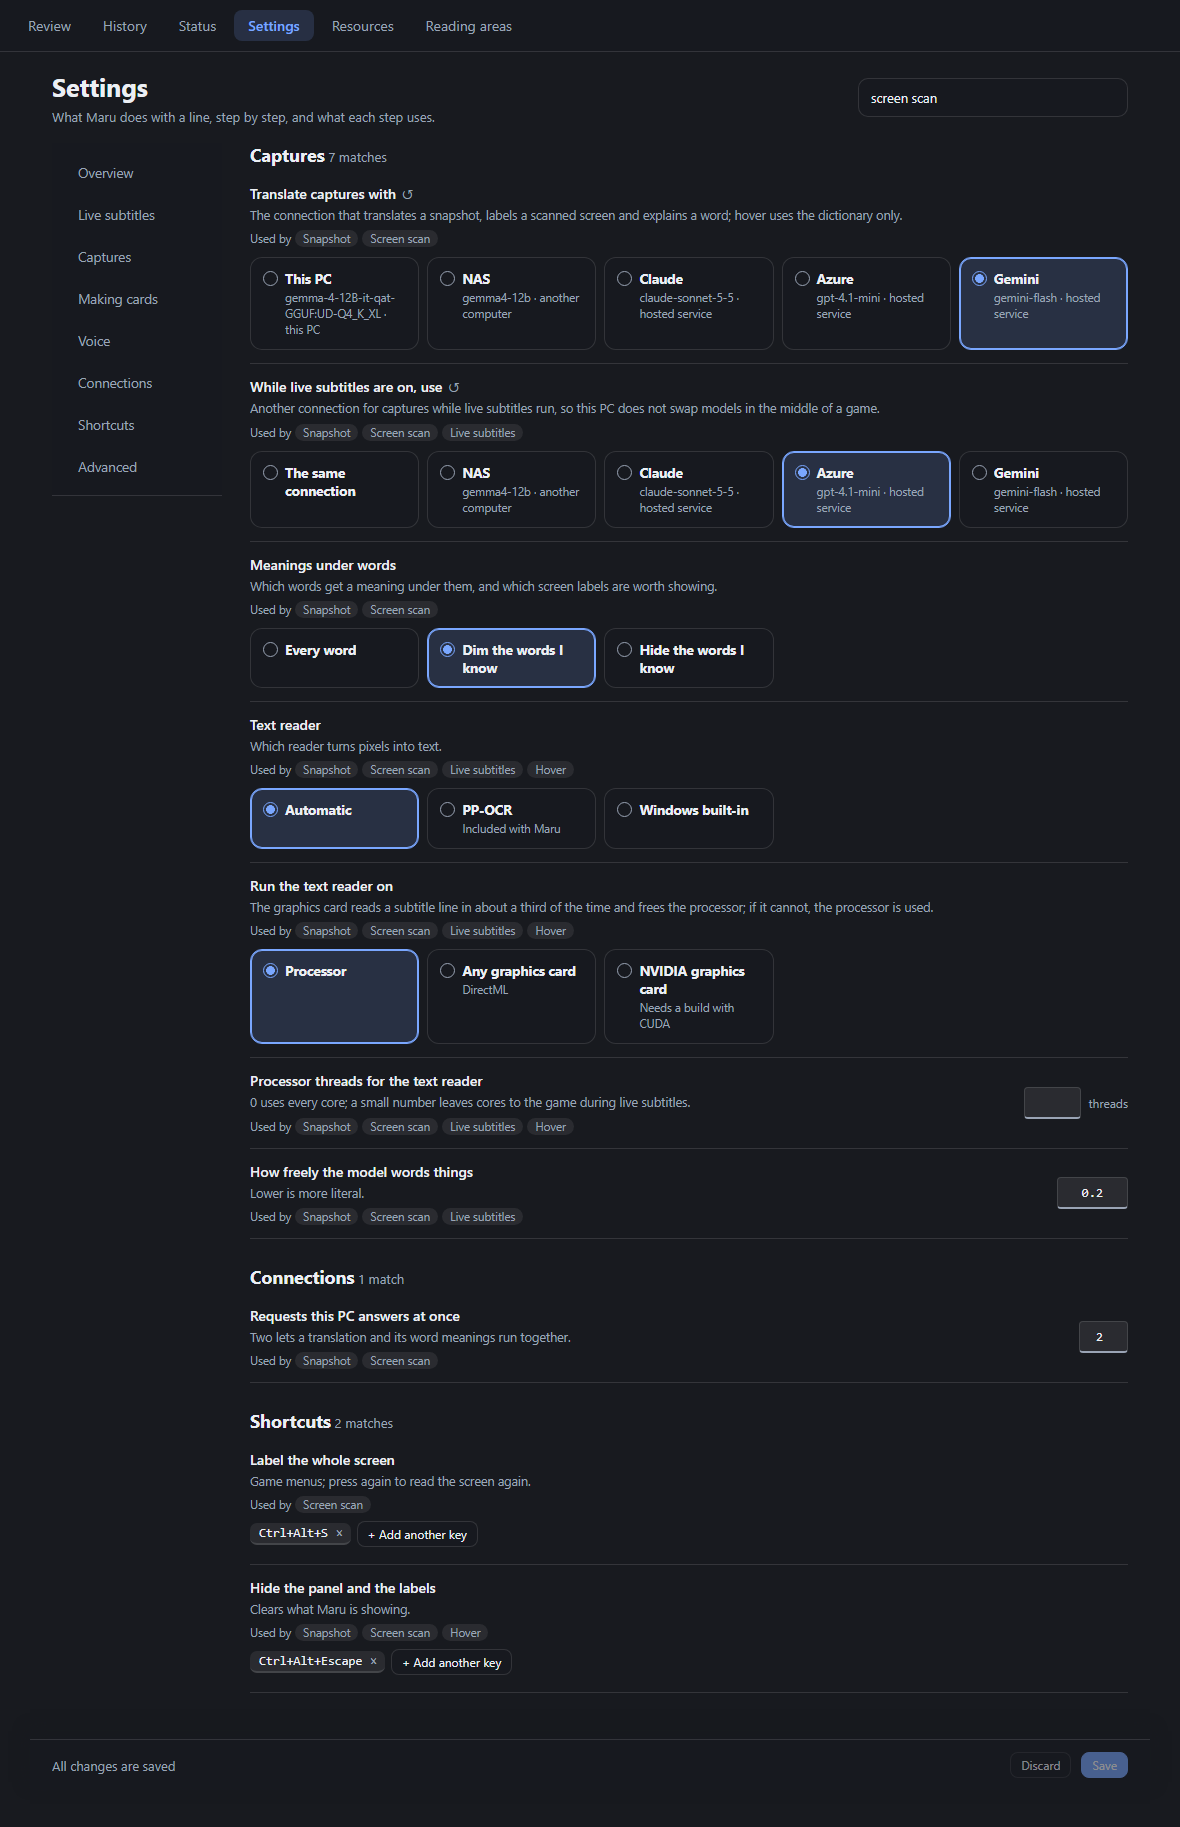 Review History Status Settings Resources Reading areas
Settings
screen scan
What Maru does with a line, step by step, and what each step uses.
Overview
Live subtitles
Captures
Making cards
Voice
Connections
Shortcuts
Advanced
Captures 7 matches
Translate captures with ↺
The connection that translates a snapshot, labels a scanned screen and explains a word; hover uses the dictionary only.
Used by Snapshot Screen scan
This PC
gemma-4-12B-it-qat-
GGUF:UD-Q4_K_XL ·
this PC
NAS
gemma4-12b · another
computer
Claude
claude-sonnet-5-5 ·
hosted service
Azure
gpt-4.1-mini · hosted
service
Gemini
gemini-flash · hosted
service
While live subtitles are on, use ↺
Another connection for captures while live subtitles run, so this PC does not swap models in the middle of a game.
Used by Snapshot Screen scan Live subtitles
The same
connection
NAS
gemma4-12b · another
computer
Claude
claude-sonnet-5-5 ·
hosted service
Azure
gpt-4.1-mini · hosted
service
Gemini
gemini-flash · hosted
service
Meanings under words
Which words get a meaning under them, and which screen labels are worth showing.
Used by Snapshot Screen scan
Every word
Dim the words I
know
Hide the words I
know
Text reader
Which reader turns pixels into text.
Used by Snapshot Screen scan Live subtitles Hover
Automatic
PP-OCR
Included with Maru
Windows built-in
Run the text reader on
The graphics card reads a subtitle line in about a third of the time and frees the processor; if it cannot, the processor is used.
Used by Snapshot Screen scan Live subtitles Hover
Processor
Any graphics card
DirectML
NVIDIA graphics
card
Needs a build with
CUDA
Processor threads for the text reader
0 uses every core; a small number leaves cores to the game during live subtitles.
threads
Used by Snapshot Screen scan Live subtitles Hover
How freely the model words things
Lower is more literal.
0.2
Used by Snapshot Screen scan Live subtitles
Connections 1 match
Requests this PC answers at once
Two lets a translation and its word meanings run together.
2
Used by Snapshot Screen scan
Shortcuts 2 matches
Label the whole screen
Game menus; press again to read the screen again.
Used by Screen scan
Ctrl+Alt+S × + Add another key
Hide the panel and the labels
Clears what Maru is showing.
Used by Snapshot Screen scan Hover
Ctrl+Alt+Escape × + Add another key
All changes are saved
Discard Save